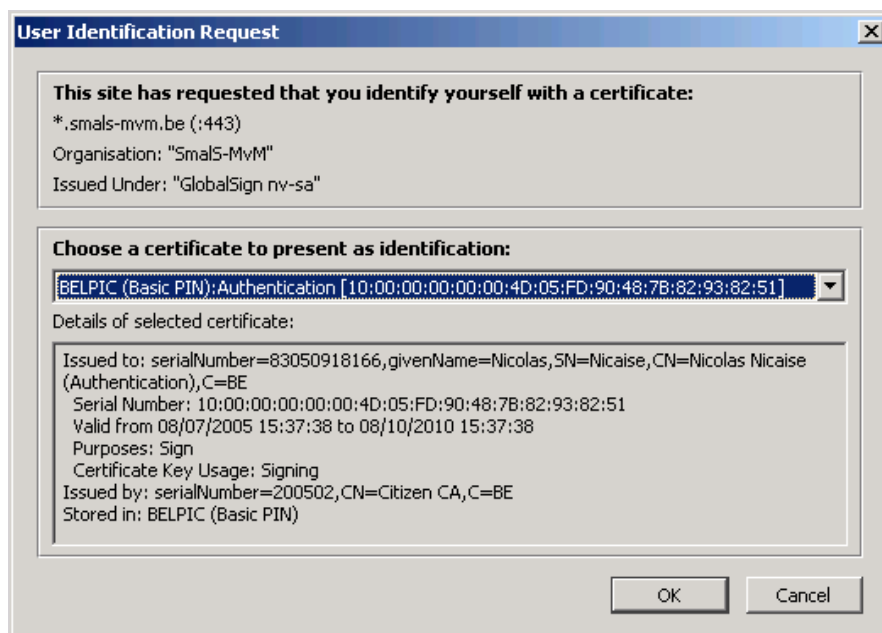 User Identification Request
This site has requested that you identify yourself with a certificate:
*.smals-mvm.be (:443)
Organisation: "SmalS-MvM"
Issued Under: "GlobalSign nv-sa"
Choose a certificate to present as identification:
BELPIC (Basic PIN):Authentication [10:00:00:00:00:00:4D:05:FD:90:48:7B:82:93:82:51]
Details of selected certificate:
Issued to: serialNumber=83050918166,givenName=Nicolas,SN=Nicaise,CN=Nicolas Nicaise
(Authentication),C=BE
Serial Number: 10:00:00:00:00:00:4D:05:FD:90:48:7B:82:93:82:51
Valid from 08/07/2005 15:37:38 to 08/10/2010 15:37:38
Purposes: Sign
Certificate Key Usage: Signing
Issued by: serialNumber=200502,CN=Citizen CA,C=BE
Stored in: BELPIC (Basic PIN)
OK Cancel